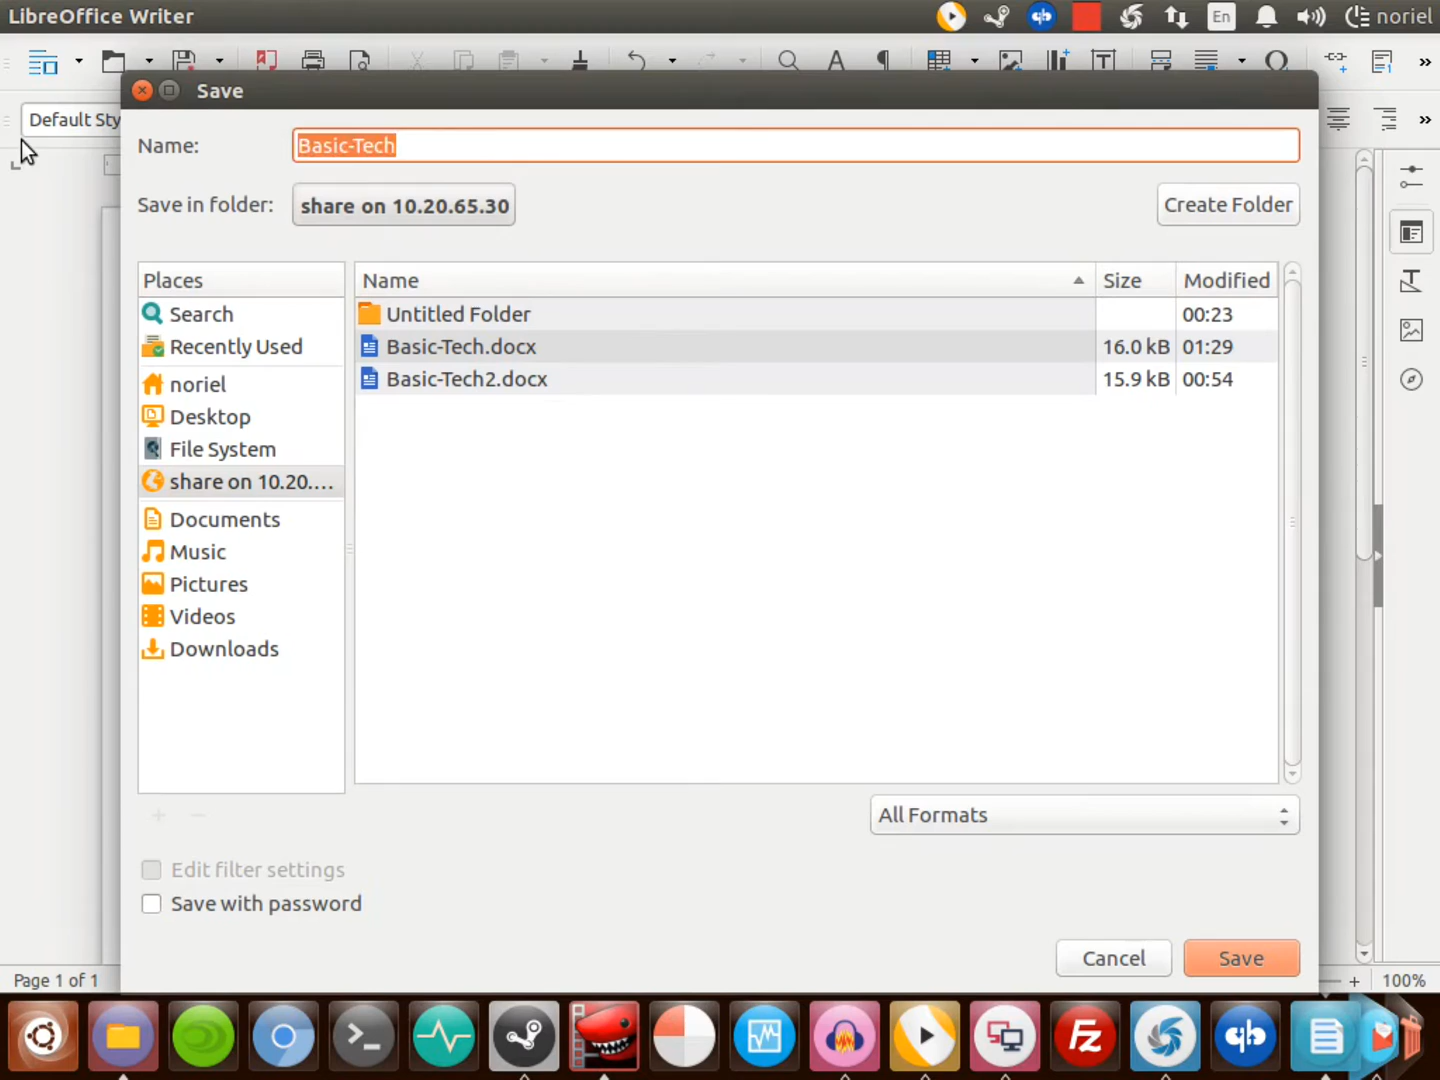 LibreOffice Writer
En
noriel
Save
Default Sty
Name:
Basic-Tech
Save in folder:
share on 10.20.65.30
Create Folder
Places
Name
Size
Modified
Search
Untitled Folder
00:23
Recently Used
Basic-Tech.docx
16.0 kB
01:29
noriel
Basic-Tech2.docx
15.9 kB
00:54
Desktop
File System
share on 10.20....
Documents
Music
Pictures
Videos
Downloads
All Formats
Edit filter settings
Save with password
Cancel
Save
Page 1 of 1
100%